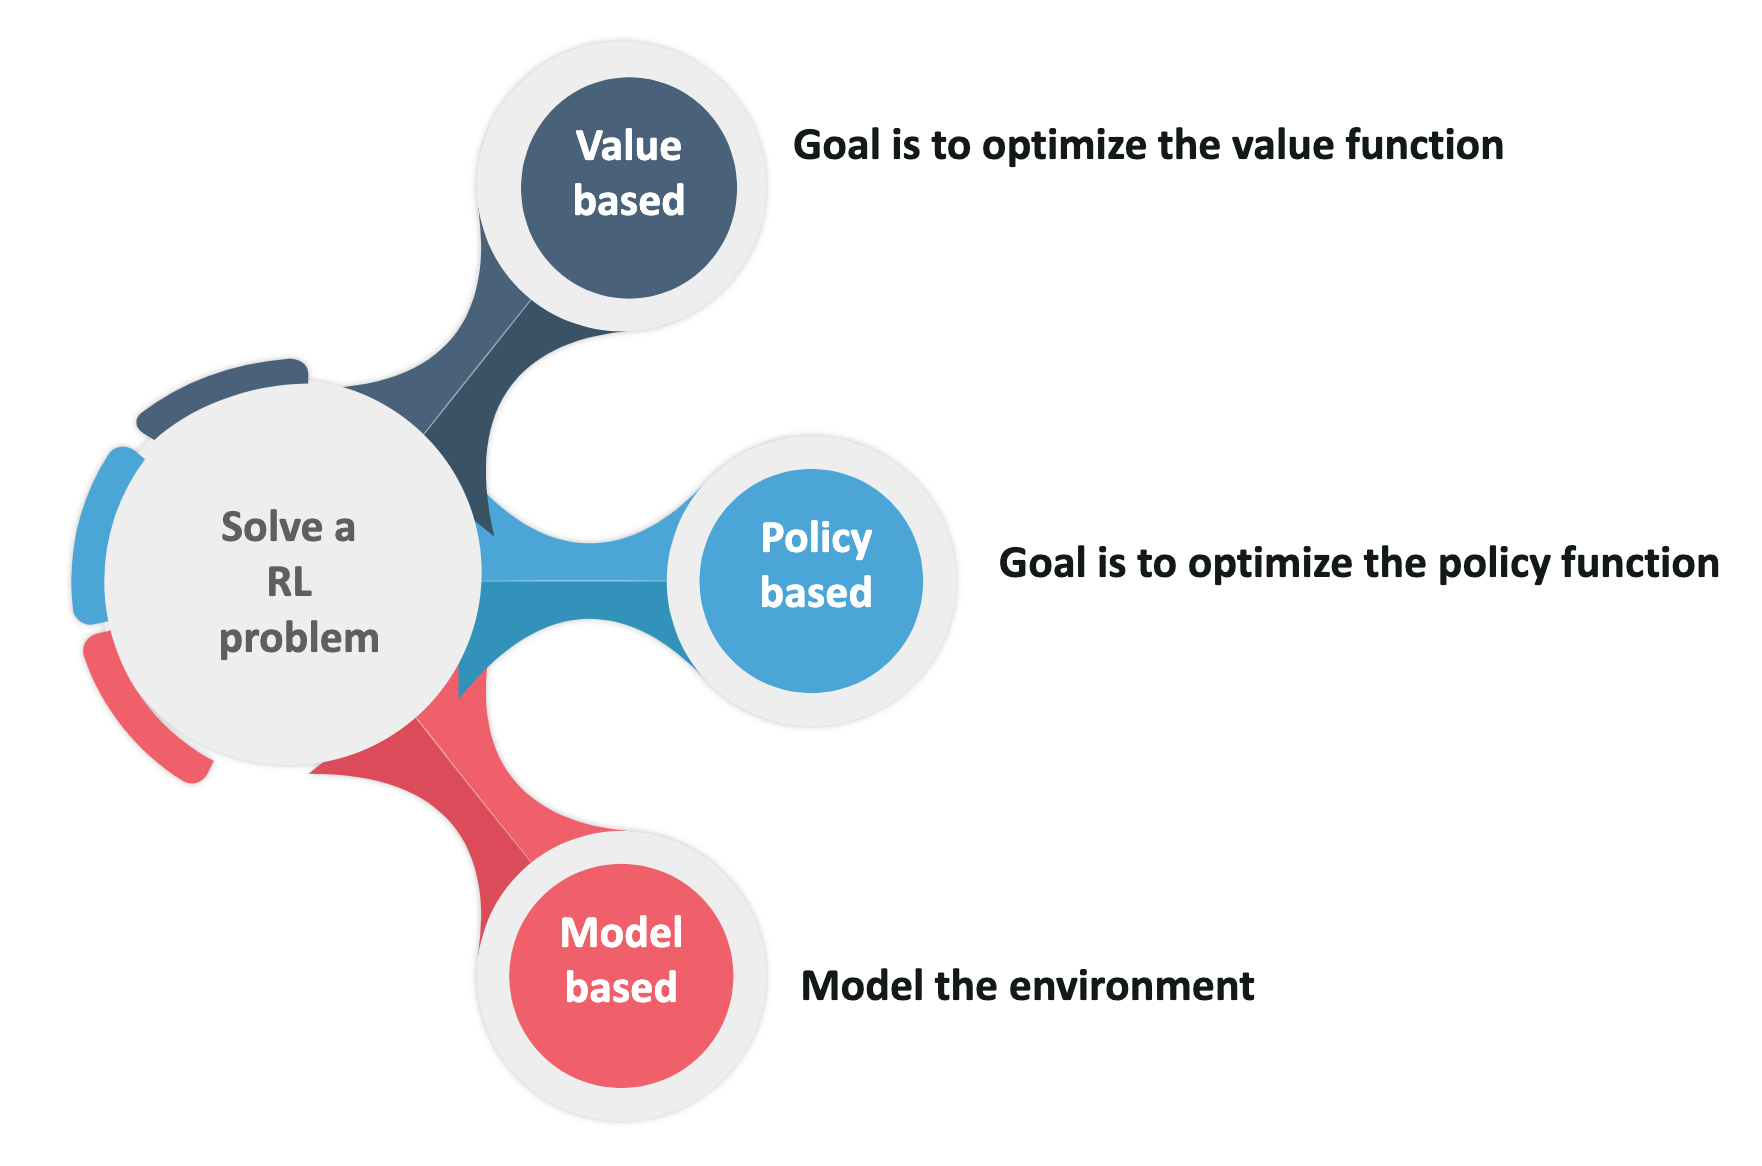 Value
based
Goal is to optimize the value function
Solve a
RL
problem
Policy
based
Goal is to optimize the policy function
Model
based
Model the environment